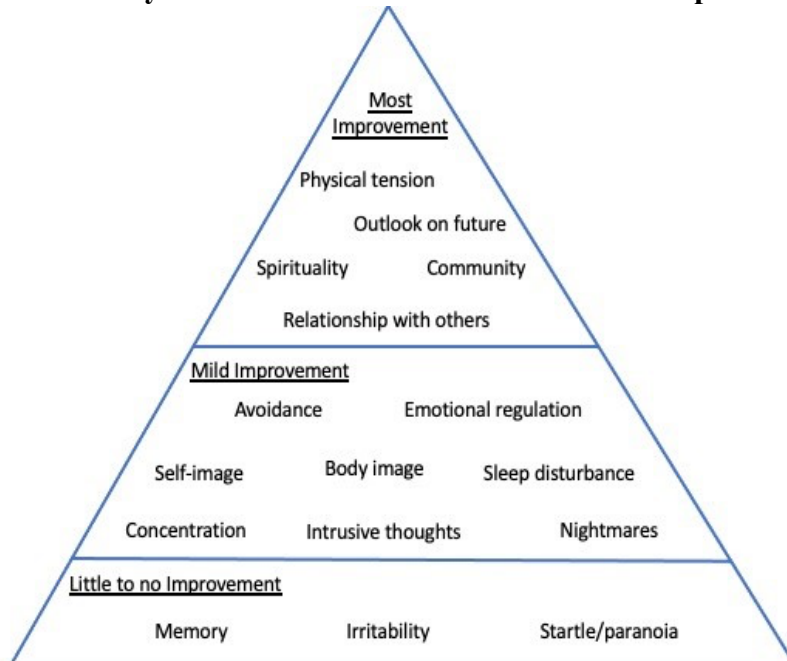 Most
Improvement
Physical tension
Outlook on future
Spirituality Community
Relationship with others
Mild Improvement
Avoidance Emotional regulation
Self-image Body image Sleep disturbance
Concentration Intrusive thoughts Nightmares
Little to no Improvement
Memory Irritability Startle/paranoia